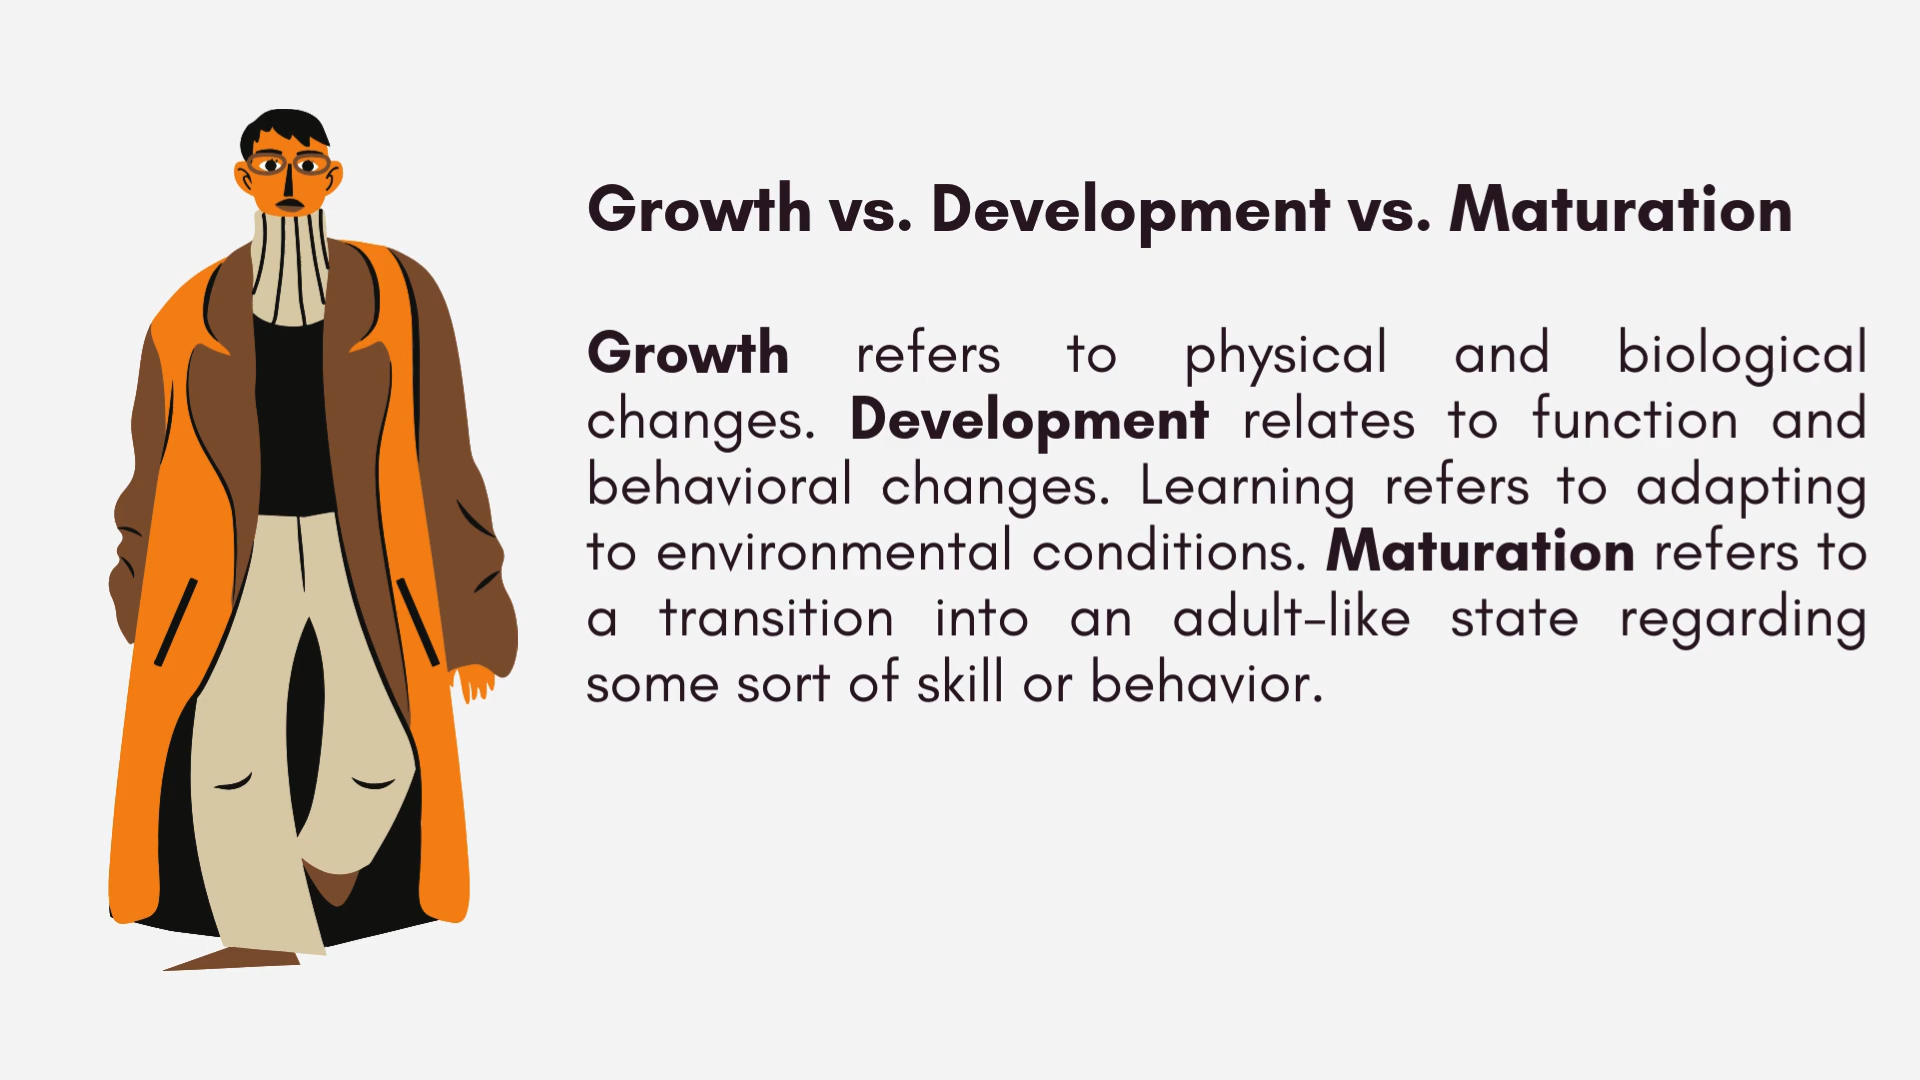 Growth vs. Development vs. Maturation
Growth refers to physical and biological
changes. Development relates to function and
behavioral changes. Learning refers to adapting
to environmental conditions. Maturation refers to
a transition into an adult-like state regarding
some sort of skill or behavior.